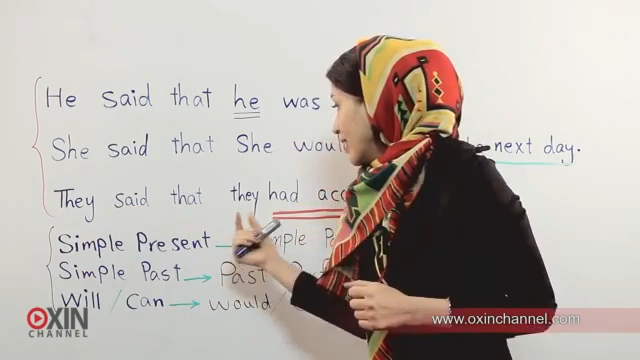 He said that he was
She said that She would next day.
They said that they had
Simple Present →
Simple Past → Past
Will / Can → would /
OXIN
CHANNEL
www.oxinchannel.com